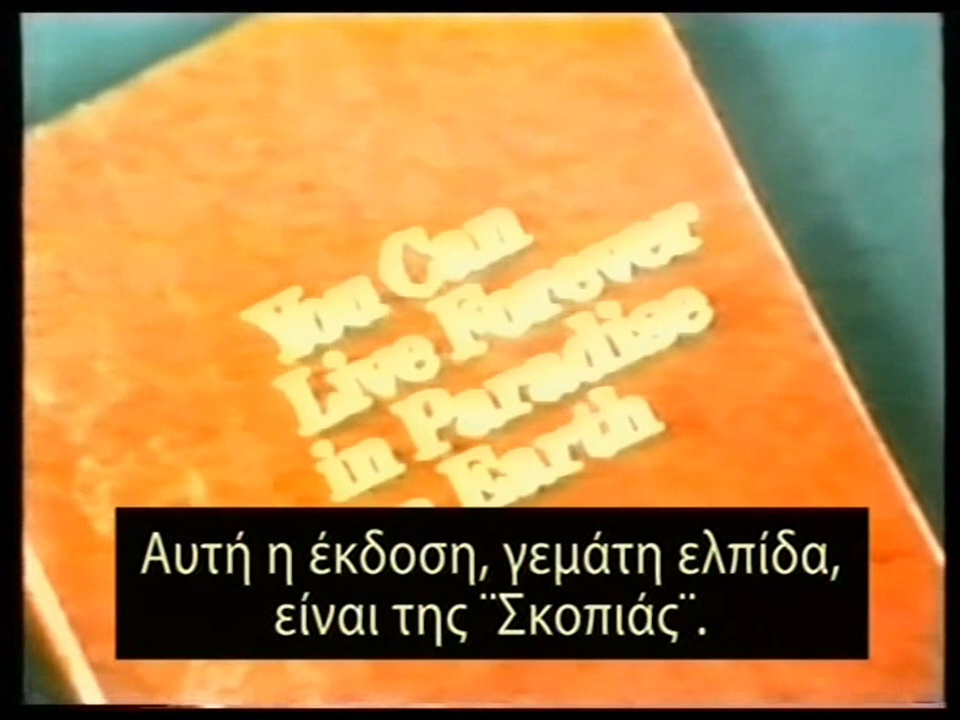 You Can
Live Forever
in Paradise
Earth
Αυτή η έκδοση, γεμάτη ελπίδα,
είναι της ¨Σκοπιάς¨.